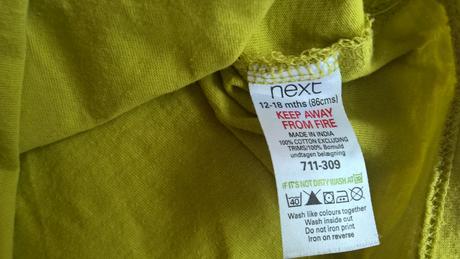 next
12-18 mths (86cms)
KEEP AWAY
FROM FIRE
MADE IN INDIA
100% COTTON EXCLUDING
TRIMS/100% Bomuld
undtagen belægning
711-309
IF IT'S NOT DIRTY WASH AT 30
40
Wash like colours together
Wash inside out
Do not iron print
Iron on reverse